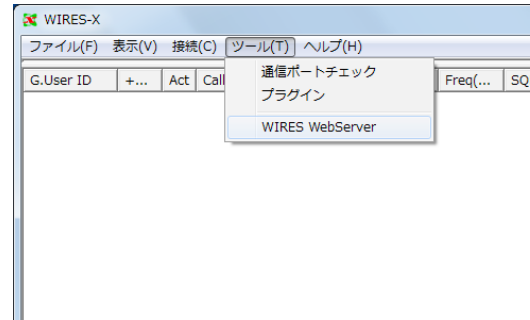 WIRES-X
ファイル(F) 表示(V) 接続(C) ツール(T) ヘルプ(H)
通信ポートチェック
プラグイン
WIRES WebServer
G.User ID +... Act Call Freq(... SQ